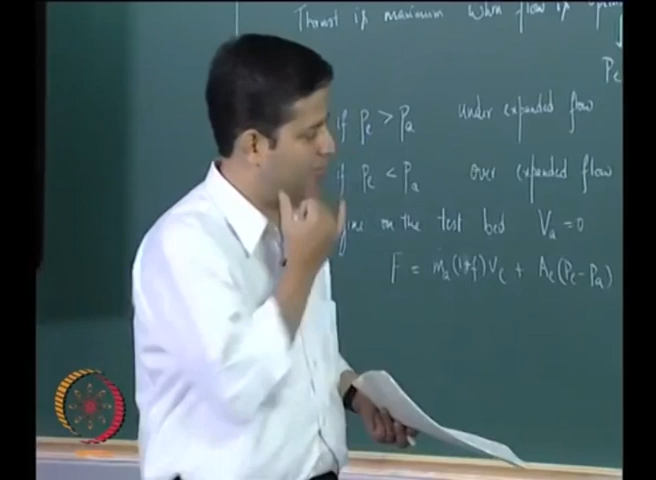 Thrust is maximum when flow is
Pe
if Pe > Pa under expanded flow
if Pe < Pa over expanded flow
on the test bed Va = 0
F = ṁa(1+f)Ve + Ae(Pe-Pa)